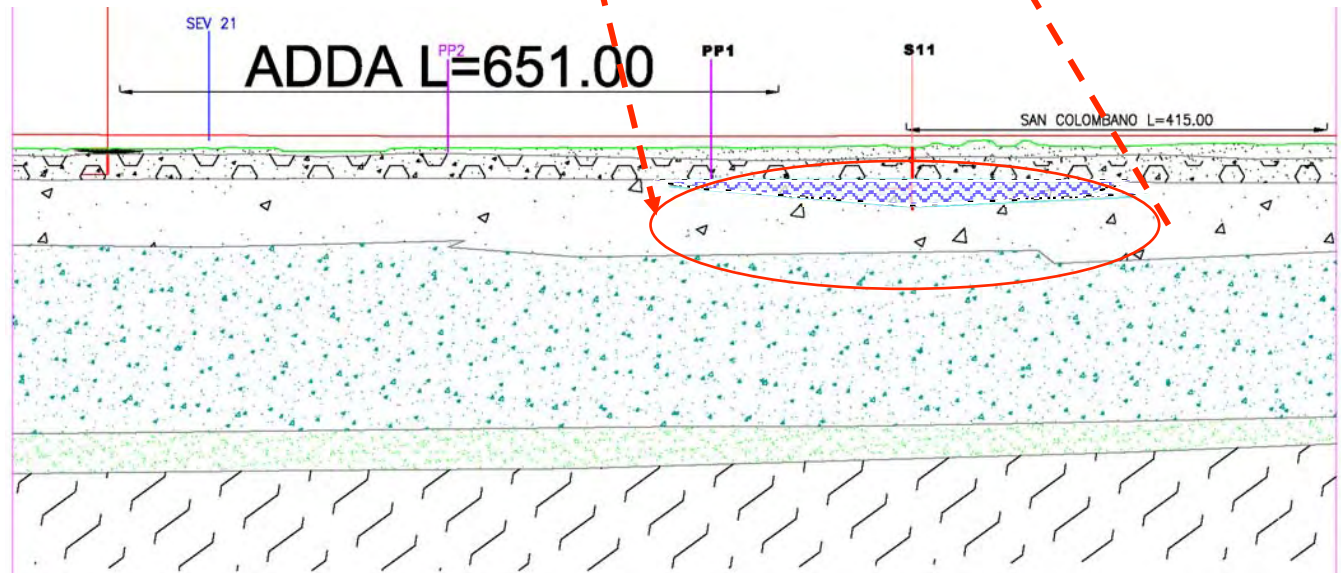 SEV 21
ADDA L=651.00
PP2
PP1
S11
SAN COLOMBANO L=415.00